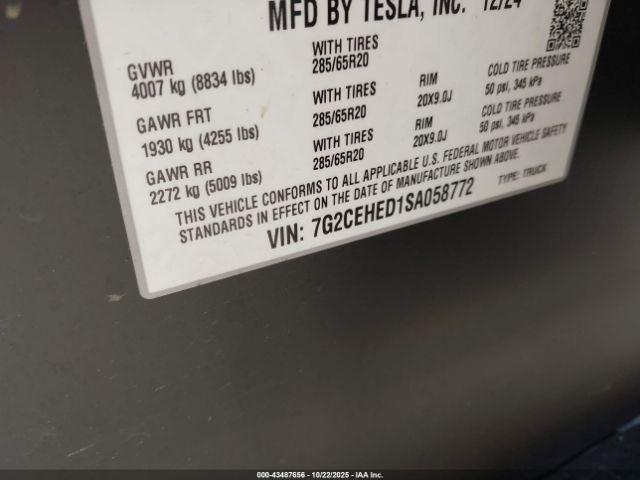 MFD BY TESLA, INC. 12/24
GVWR
4007 kg (8834 lbs)
WITH TIRES
285/65R20
GAWR FRT
1930 kg (4255 lbs)
WITH TIRES
285/65R20
RIM
20X9.0J
COLD TIRE PRESSURE
50 psi, 345 kPa
GAWR RR
2272 kg (5009 lbs)
WITH TIRES
285/65R20
RIM
20X9.0J
COLD TIRE PRESSURE
50 psi, 345 kPa
THIS VEHICLE CONFORMS TO ALL APPLICABLE U.S. FEDERAL MOTOR VEHICLE SAFETY
STANDARDS IN EFFECT ON THE DATE OF MANUFACTURE SHOWN ABOVE.
VIN: 7G2CEHED1SA058772
TYPE: TRUCK
000-43487656 - 10/22/2025 - IAA Inc.